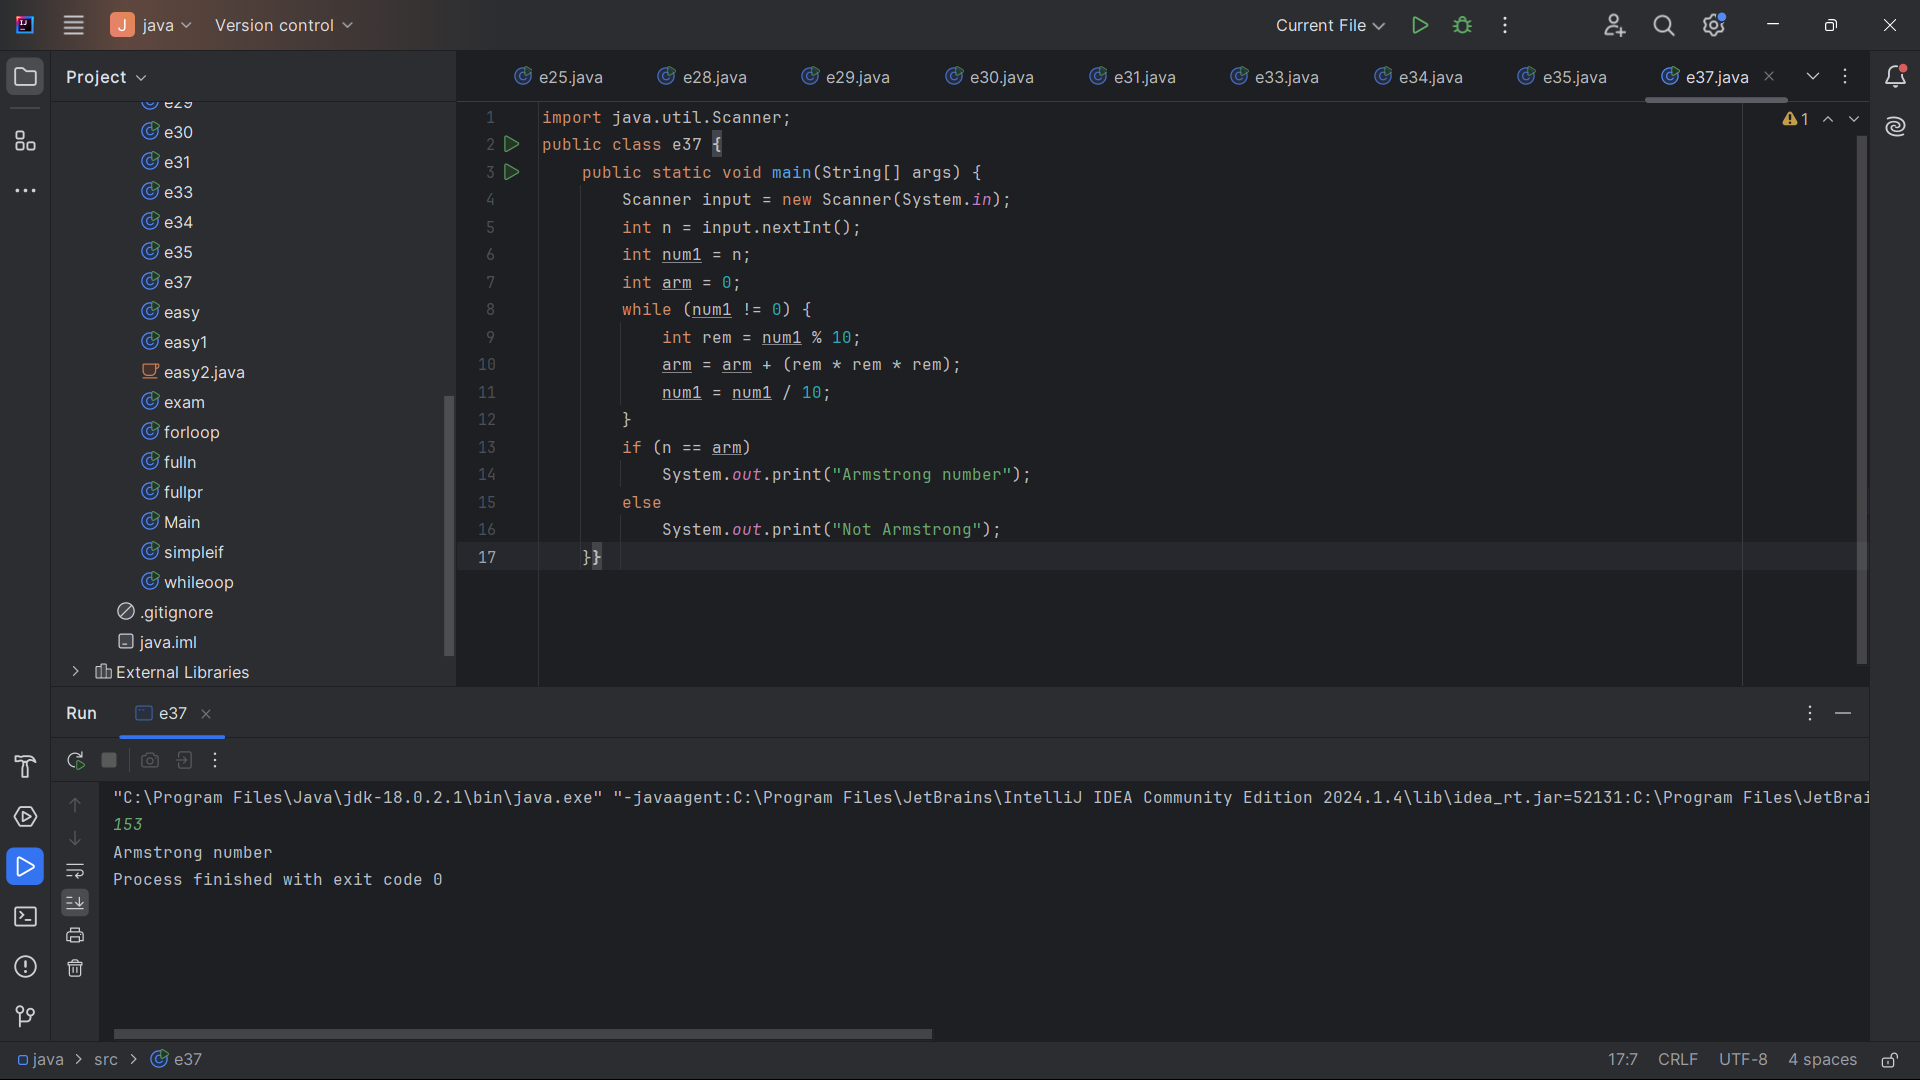 J java Version control Current File
Project
e25.java e28.java e29.java e30.java e31.java e33.java e34.java e35.java e37.java
e29
e30
e31
e33
e34
e35
e37
easy
easy1
easy2.java
exam
forloop
fulln
fullpr
Main
simpleif
whileoop
.gitignore
java.iml
External Libraries
1 import java.util.Scanner;
2 public class e37 {
3 public static void main(String[] args) {
4 Scanner input = new Scanner(System.in);
5 int n = input.nextInt();
6 int num1 = n;
7 int arm = 0;
8 while (num1 != 0) {
9 int rem = num1 % 10;
10 arm = arm + (rem * rem * rem);
11 num1 = num1 / 10;
12 }
13 if (n == arm)
14 System.out.print("Armstrong number");
15 else
16 System.out.print("Not Armstrong");
17 }}
1
Run e37
"C:\Program Files\Java\jdk-18.0.2.1\bin\java.exe" "-javaagent:C:\Program Files\JetBrains\IntelliJ IDEA Community Edition 2024.1.4\lib\idea_rt.jar=52131:C:\Program Files\JetBrai
153
Armstrong number
Process finished with exit code 0
java > src > e37 17:7 CRLF UTF-8 4 spaces